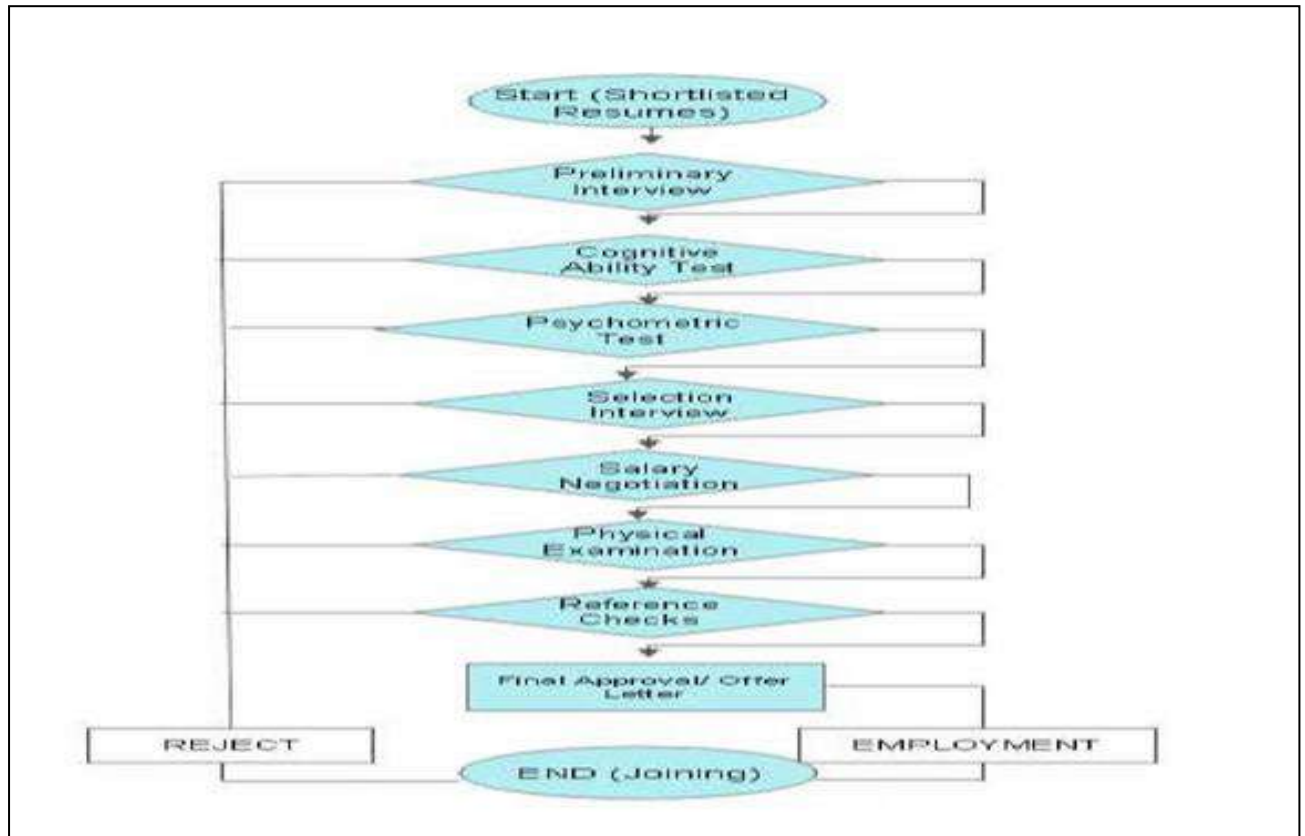 Start (Shortlisted
Resumes)
Preliminary
Interview
Cognitive
Ability Test
Psychometric
Test
Selection
Interview
Salary
Negotiation
Physical
Examination
Reference
Checks
Final Approval/ Offer
Letter
REJECT
EMPLOYMENT
END (Joining)